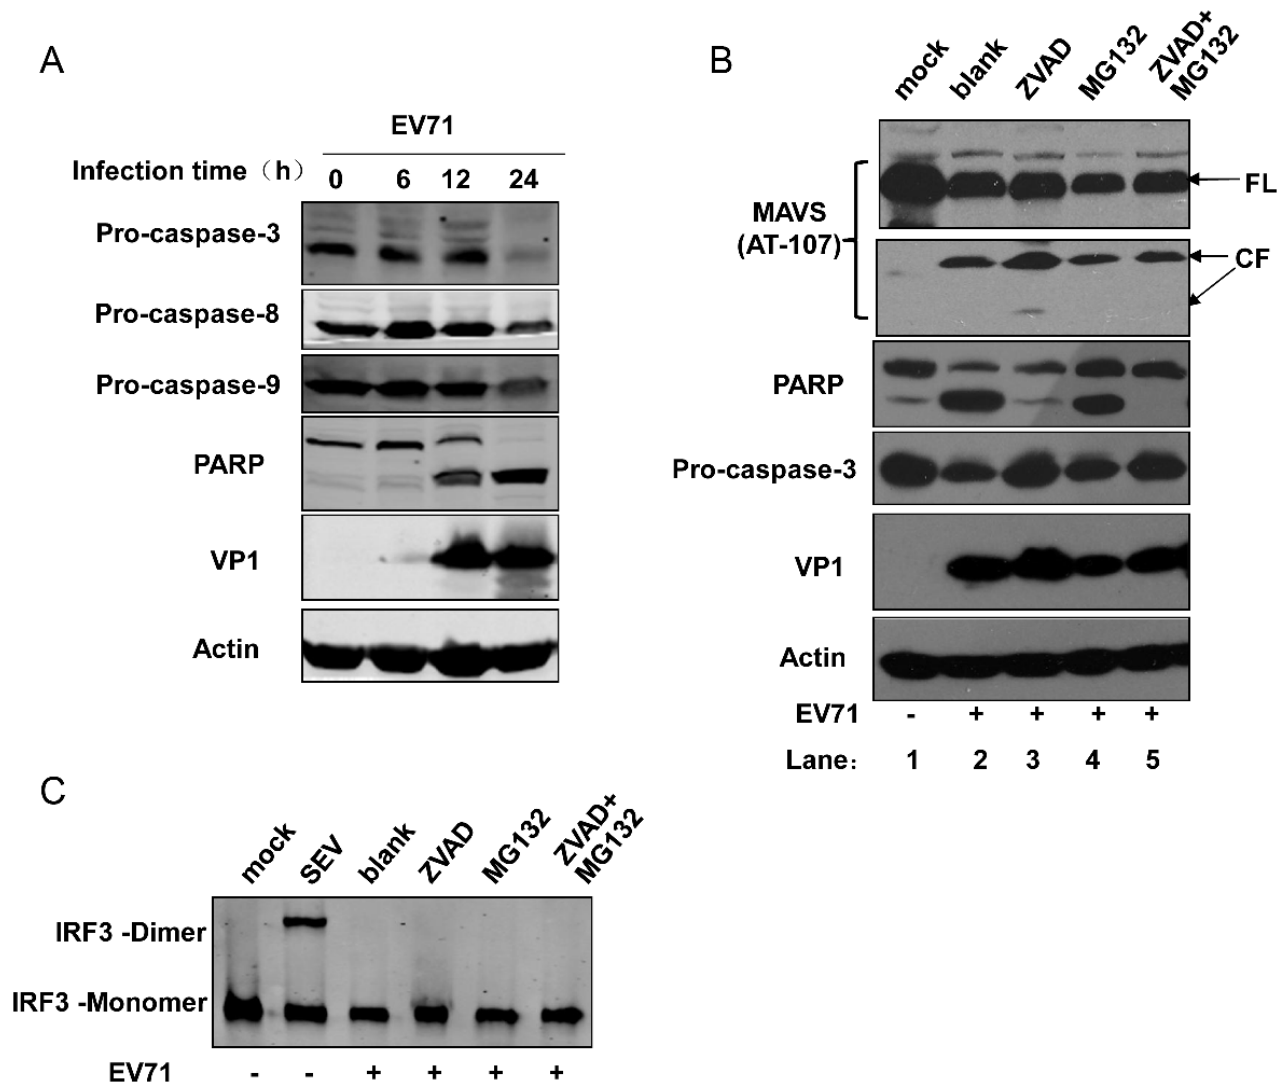 A
EV71
Infection time（h）
0 6 12 24
Pro-caspase-3
Pro-caspase-8
Pro-caspase-9
PARP
VP1
Actin
B
mock
blank
ZVAD
MG132
ZVAD+
MG132
MAVS
(AT-107)
FL
CF
PARP
Pro-caspase-3
VP1
Actin
EV71 - + + + +
Lane： 1 2 3 4 5
C
mock
SEV
blank
ZVAD
MG132
ZVAD+
MG132
IRF3 -Dimer
IRF3 -Monomer
EV71 - - + + + +